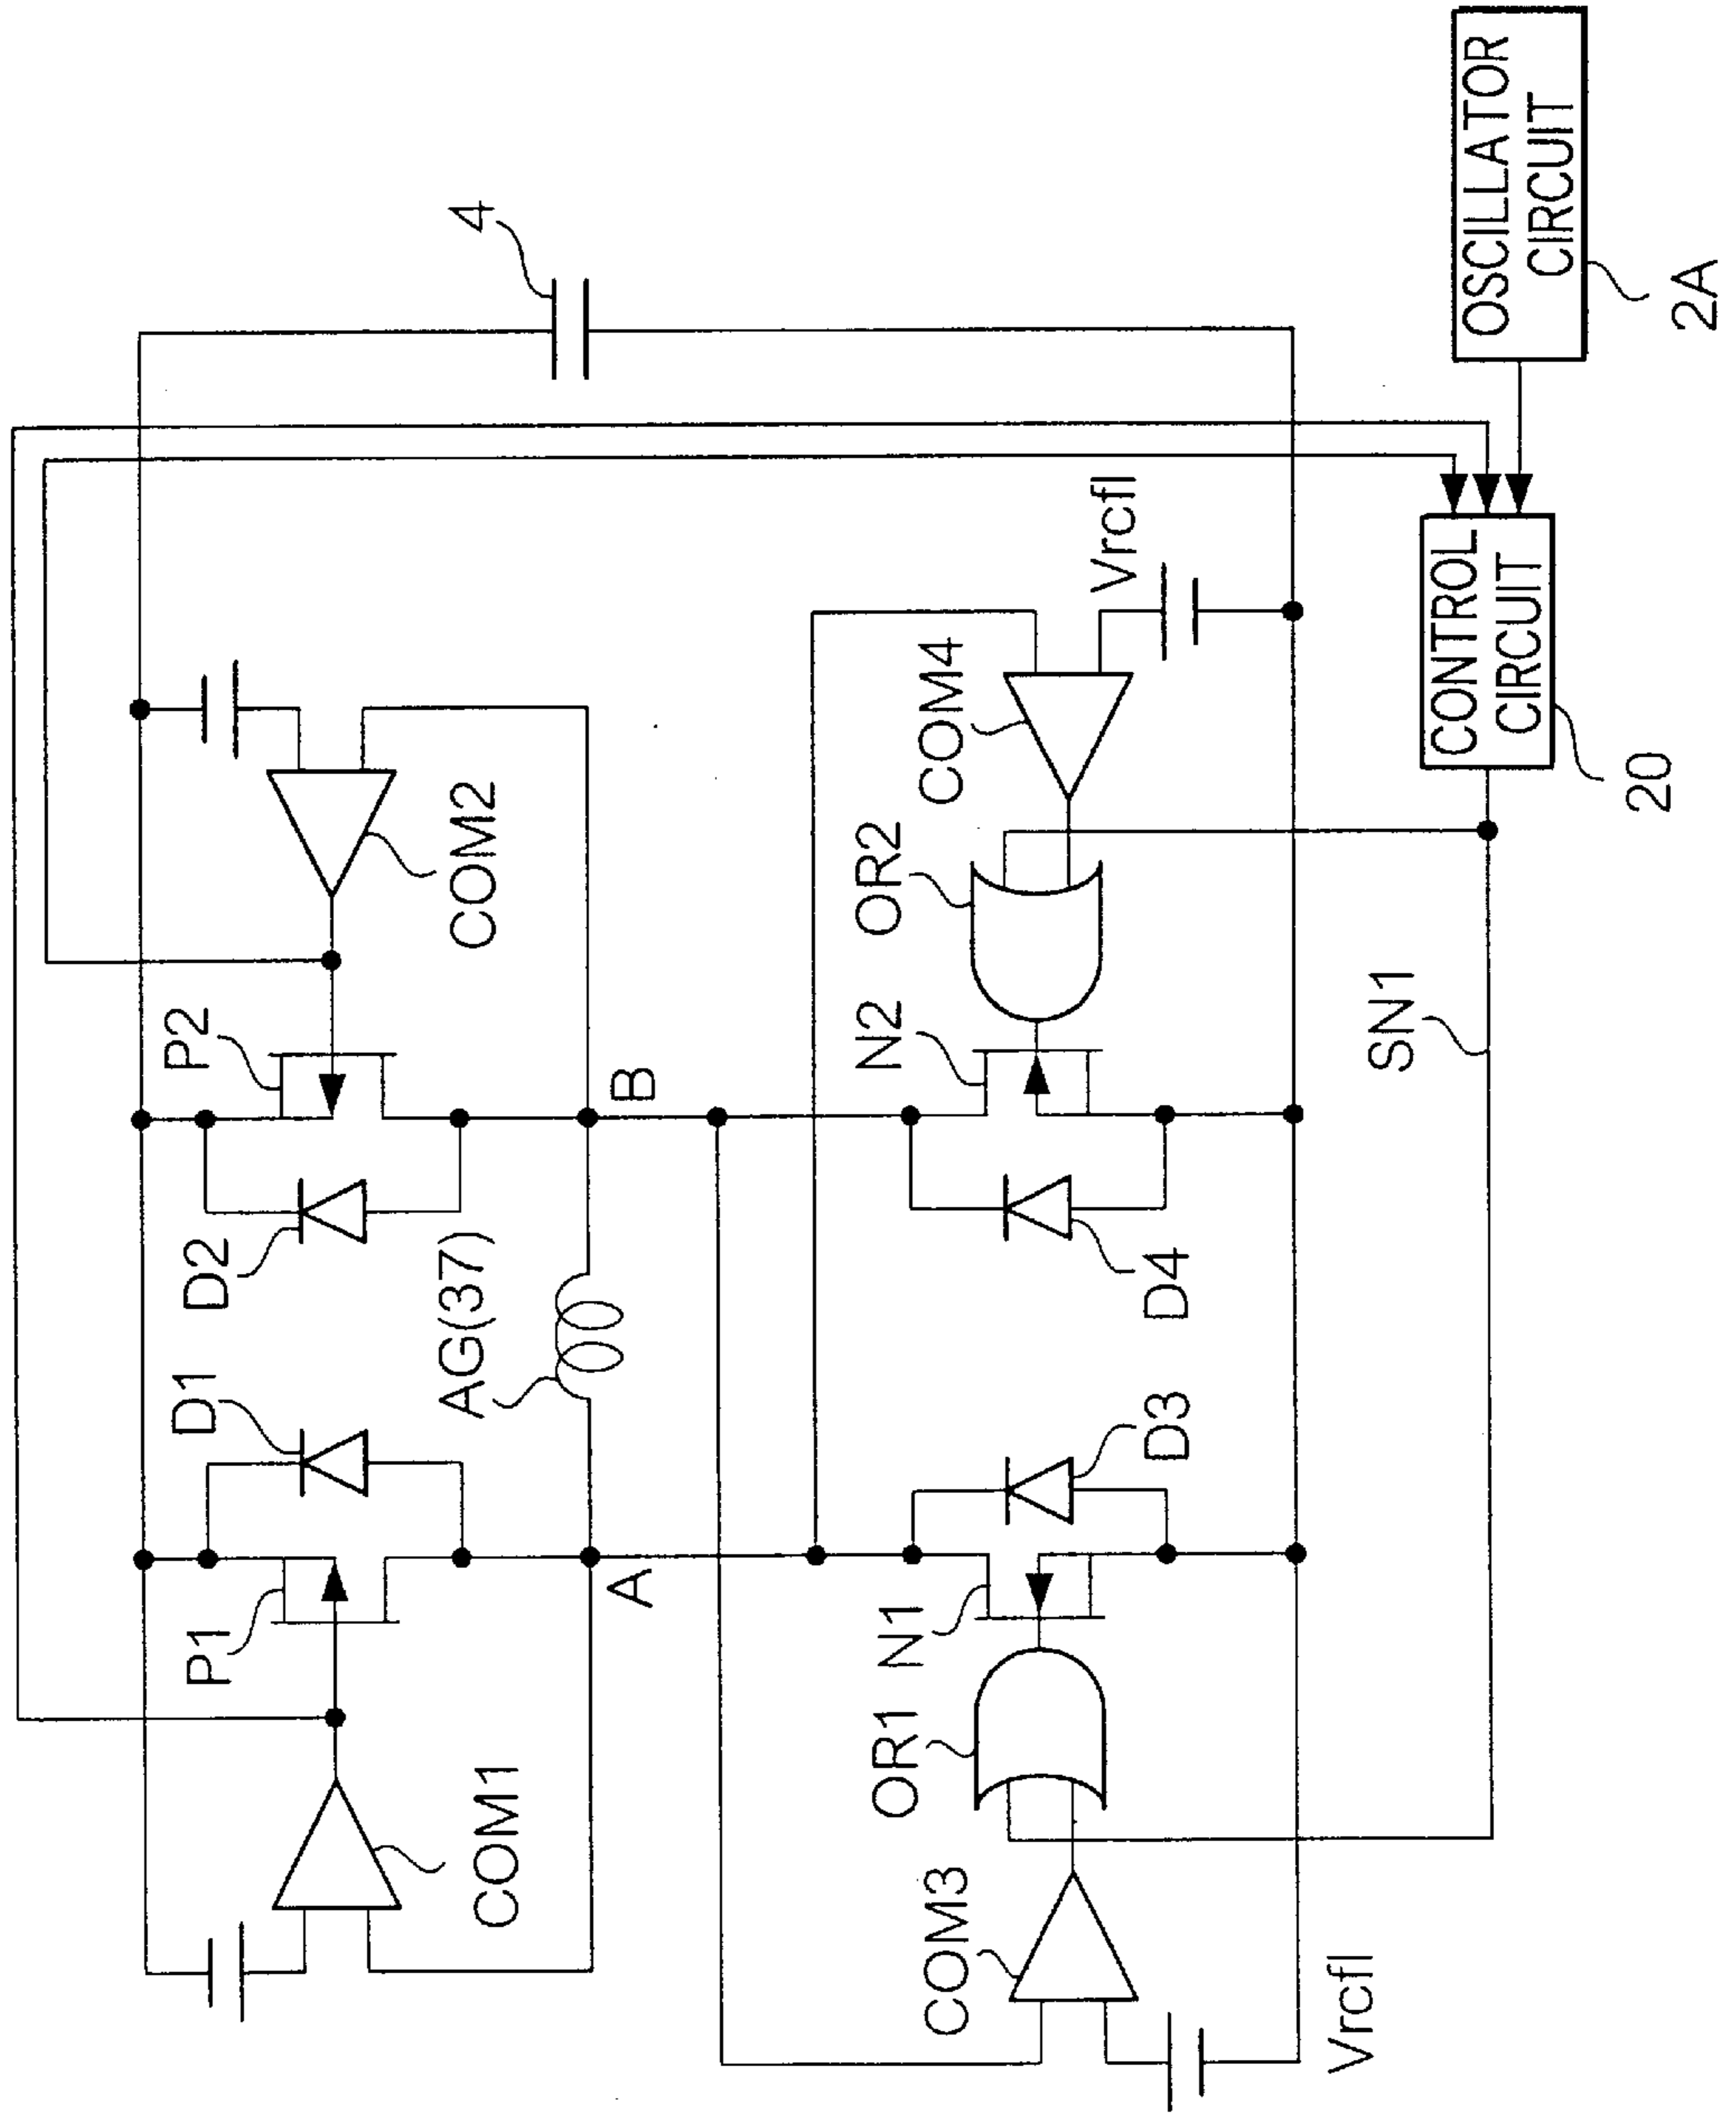 4
P2
COM2
D2
D1
P1
COM1
AG(37)
A
B
Vrcfl
COM4
OR2
N2
D4
D3
N1
OR1
COM3
Vrcfl
SN1
CONTROL
CIRCUIT
20
OSCILLATOR
CIRCUIT
2A